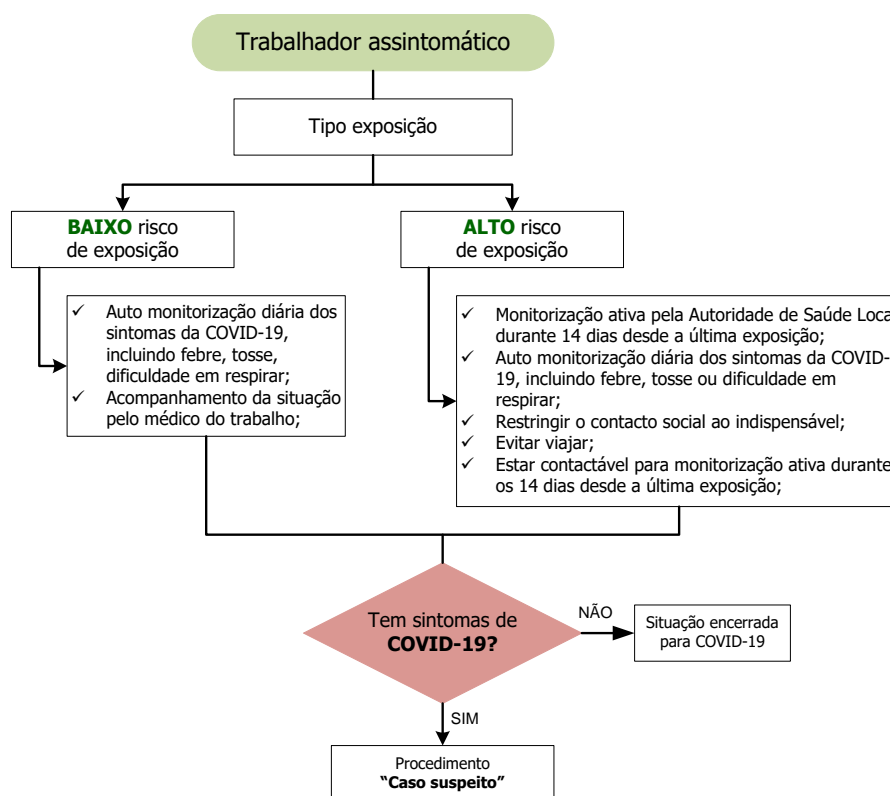 Trabalhador assintomático
Tipo exposição
BAIXO risco
de exposição
ALTO risco
de exposição
✓ Auto monitorização diária dos
sintomas da COVID-19,
incluindo febre, tosse,
dificuldade em respirar;
✓ Acompanhamento da situação
pelo médico do trabalho;
✓ Monitorização ativa pela Autoridade de Saúde Loca
durante 14 dias desde a última exposição;
✓ Auto monitorização diária dos sintomas da COVID-
19, incluindo febre, tosse ou dificuldade em
respirar;
✓ Restringir o contacto social ao indispensável;
✓ Evitar viajar;
✓ Estar contactável para monitorização ativa durante
os 14 dias desde a última exposição;
Tem sintomas de
COVID-19?
NÃO
Situação encerrada
para COVID-19
SIM
Procedimento
“Caso suspeito”